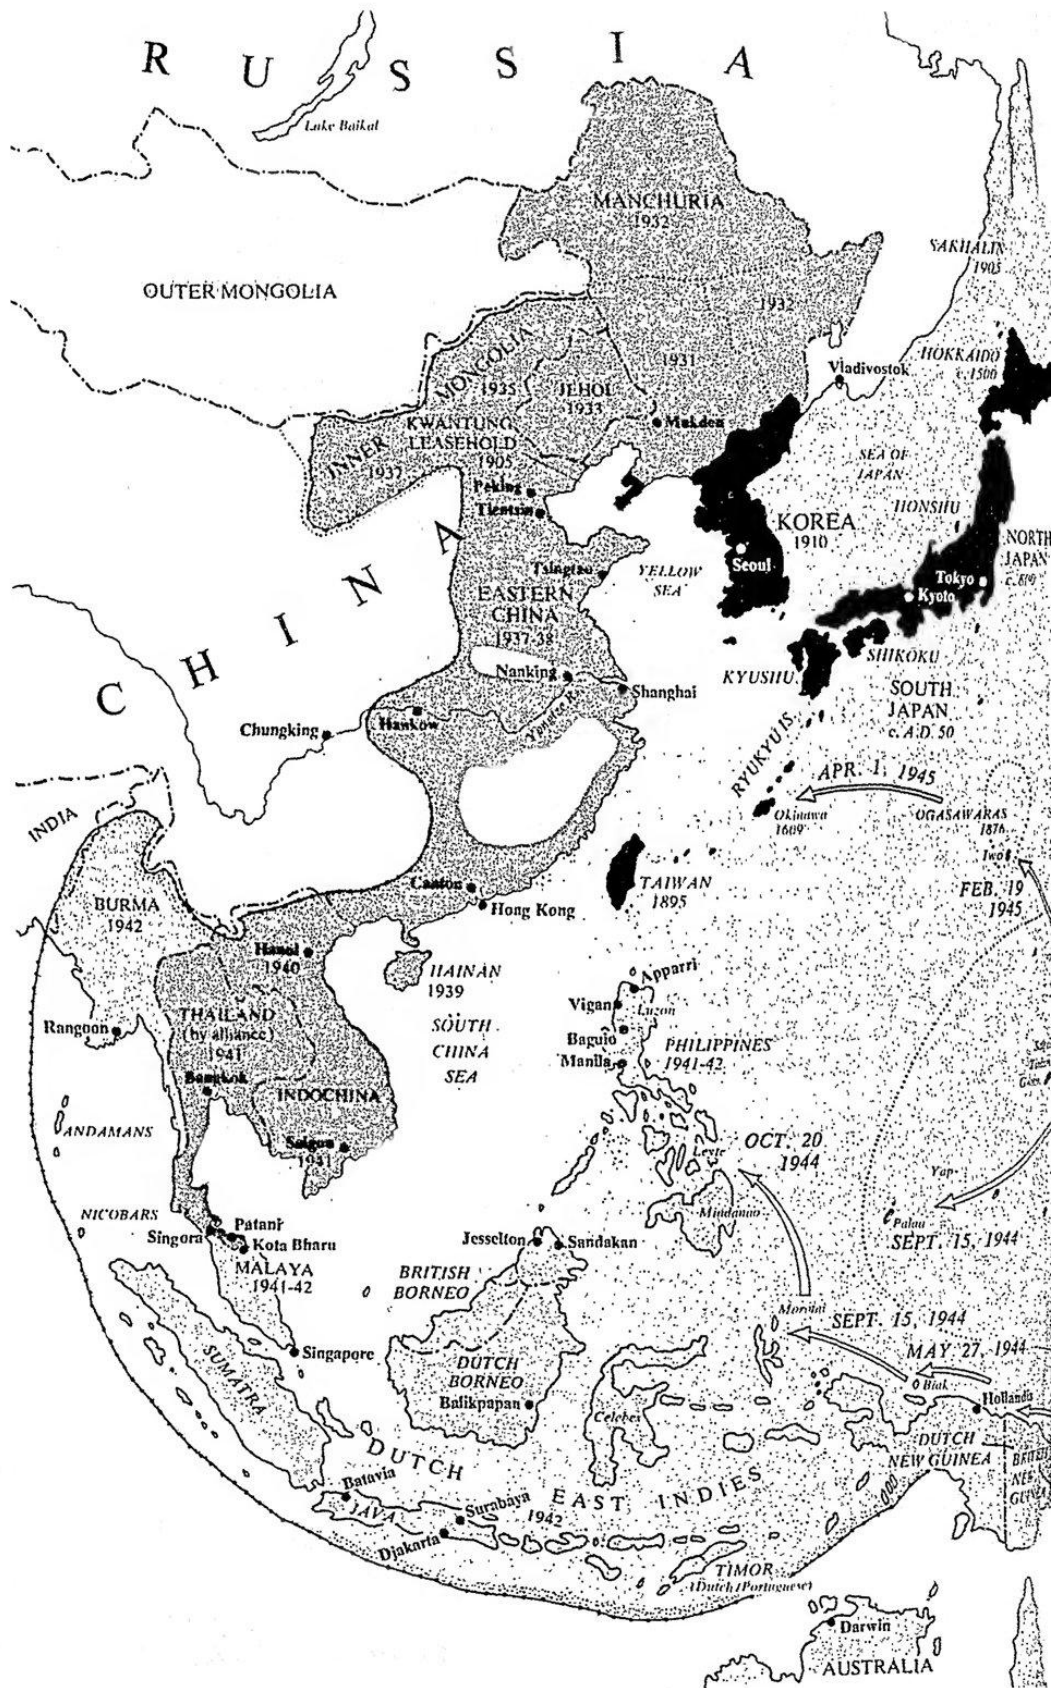 RUSSIA
Lake Baikal
MANCHURIA
1932
SAKHALIN
1905
OUTER MONGOLIA
1932
HOKKAIDO
c. 1500
Vladivostok
1931
INNER MONGOLIA
1935
1937
JEHOL
1933
Mukden
KWANTUNG
LEASEHOLD
1905
SEA OF
JAPAN
Peking
Tientsin
HONSHU
KOREA
1910
NORTH
JAPAN
Seoul
Tokyo
Kyoto
CHINA
Tsingtao
YELLOW
SEA
EASTERN
CHINA
1937-38
SHIKOKU
KYUSHU
Nanking
Shanghai
SOUTH
JAPAN
c. A.D. 50
Yangtze R.
Hankow
Chungking
RYUKYU IS.
APR. 1, 1945
INDIA
Okinawa
1609
OGASAWARAS
1876
Iwo
BURMA
1942
Canton
Hong Kong
TAIWAN
1895
FEB. 19
1945
Hanoi
1940
HAINAN
1939
Apparri
Vigan
Luzon
THAILAND
(by alliance)
1941
Rangoon
SOUTH
CHINA
SEA
Baguio
Manila
PHILIPPINES
1941-42
Bangkok
INDOCHINA
ANDAMANS
Saigon
1941
Leyte
OCT. 20
1944
Yap
NICOBARS
Patani
Singora
Kota Bharu
Mindanao
Palau
SEPT. 15, 1944
Jesselton
Sandakan
MALAYA
1941-42
BRITISH
BORNEO
Morotai
SEPT. 15, 1944
Singapore
MAY 27, 1944
SUMATRA
DUTCH
BORNEO
Biak
Balikpapan
Hollandia
Celebes
DUTCH
NEW GUINEA
BRITISH
NEW
GUINEA
DUTCH EAST INDIES
1942
Batavia
JAVA
Surabaya
Djakarta
TIMOR
(Dutch/Portuguese)
Darwin
AUSTRALIA